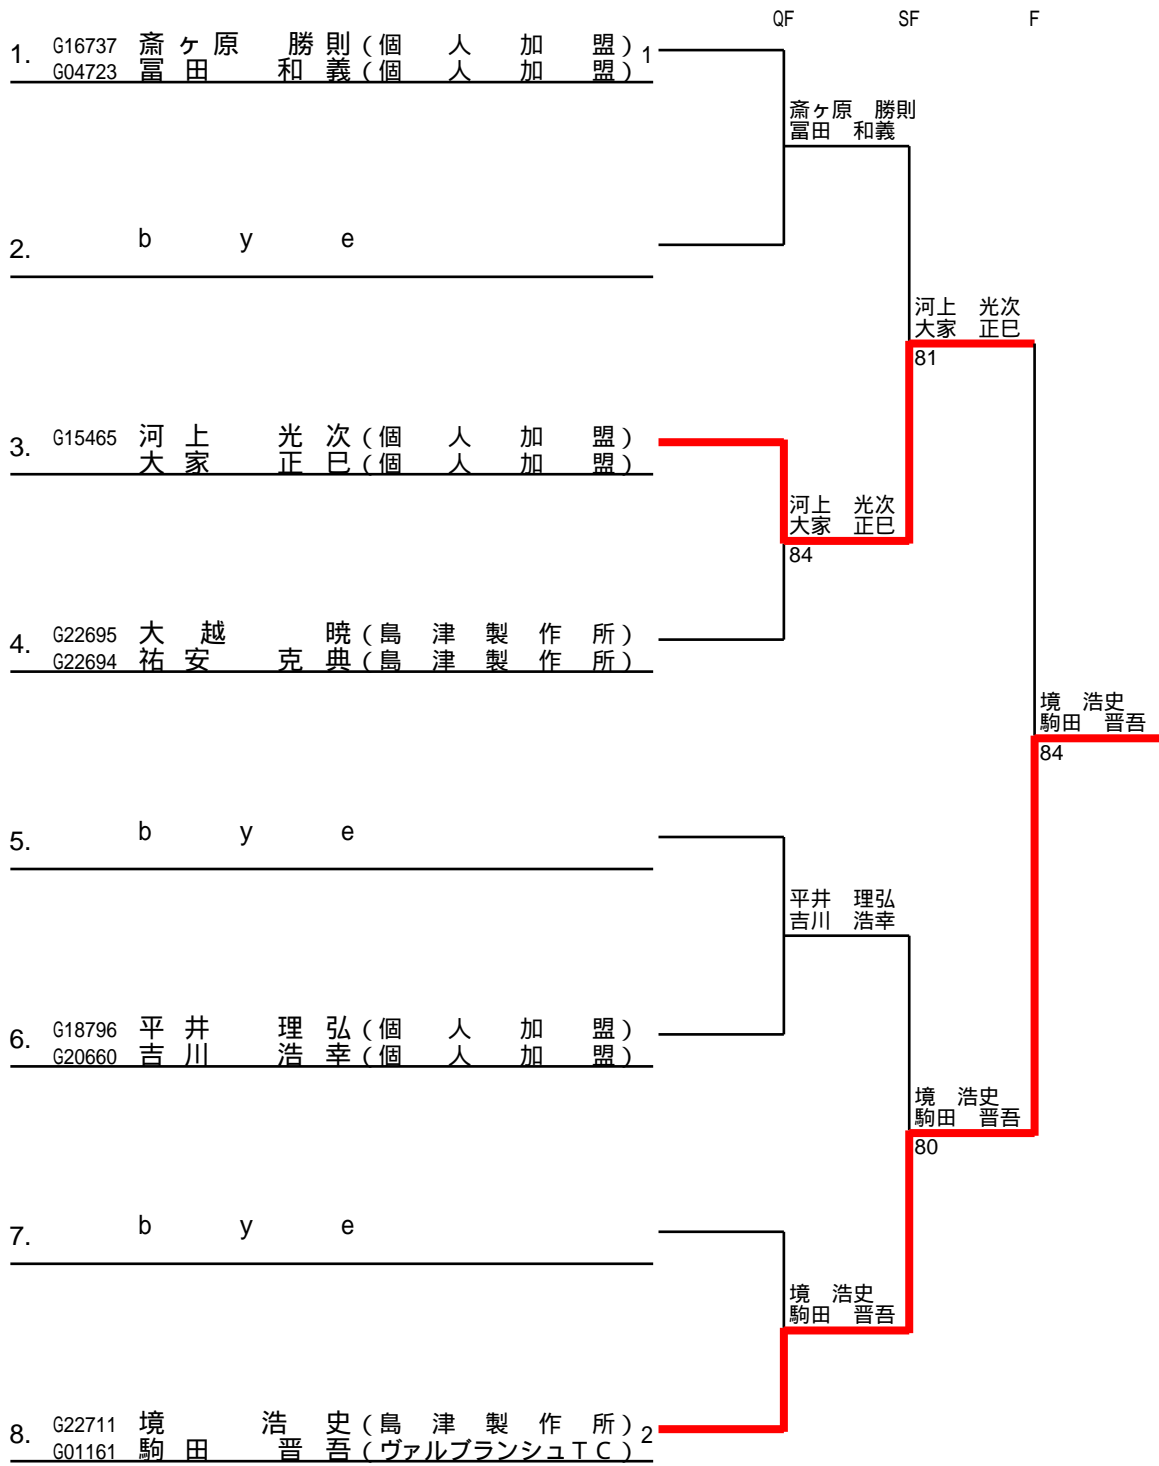 QF SF F
1. G16737 斎ヶ原 勝則(個人加盟) 1
G04723 冨田 和義(個人加盟)
斎ヶ原 勝則
冨田 和義
2. bye
河上 光次
大家 正巳
81
3. G15465 河上 光次(個人加盟)
大家 正巳(個人加盟)
河上 光次
大家 正巳
84
4. G22695 大越 暁(島津製作所)
G22694 祐安 克典(島津製作所)
境 浩史
駒田 晋吾
84
5. bye
平井 理弘
吉川 浩幸
6. G18796 平井 理弘(個人加盟)
G20660 吉川 浩幸(個人加盟)
境 浩史
駒田 晋吾
80
7. bye
境 浩史
駒田 晋吾
8. G22711 境 浩史(島津製作所) 2
G01161 駒田 晋吾(ヴァルブランシュTC)